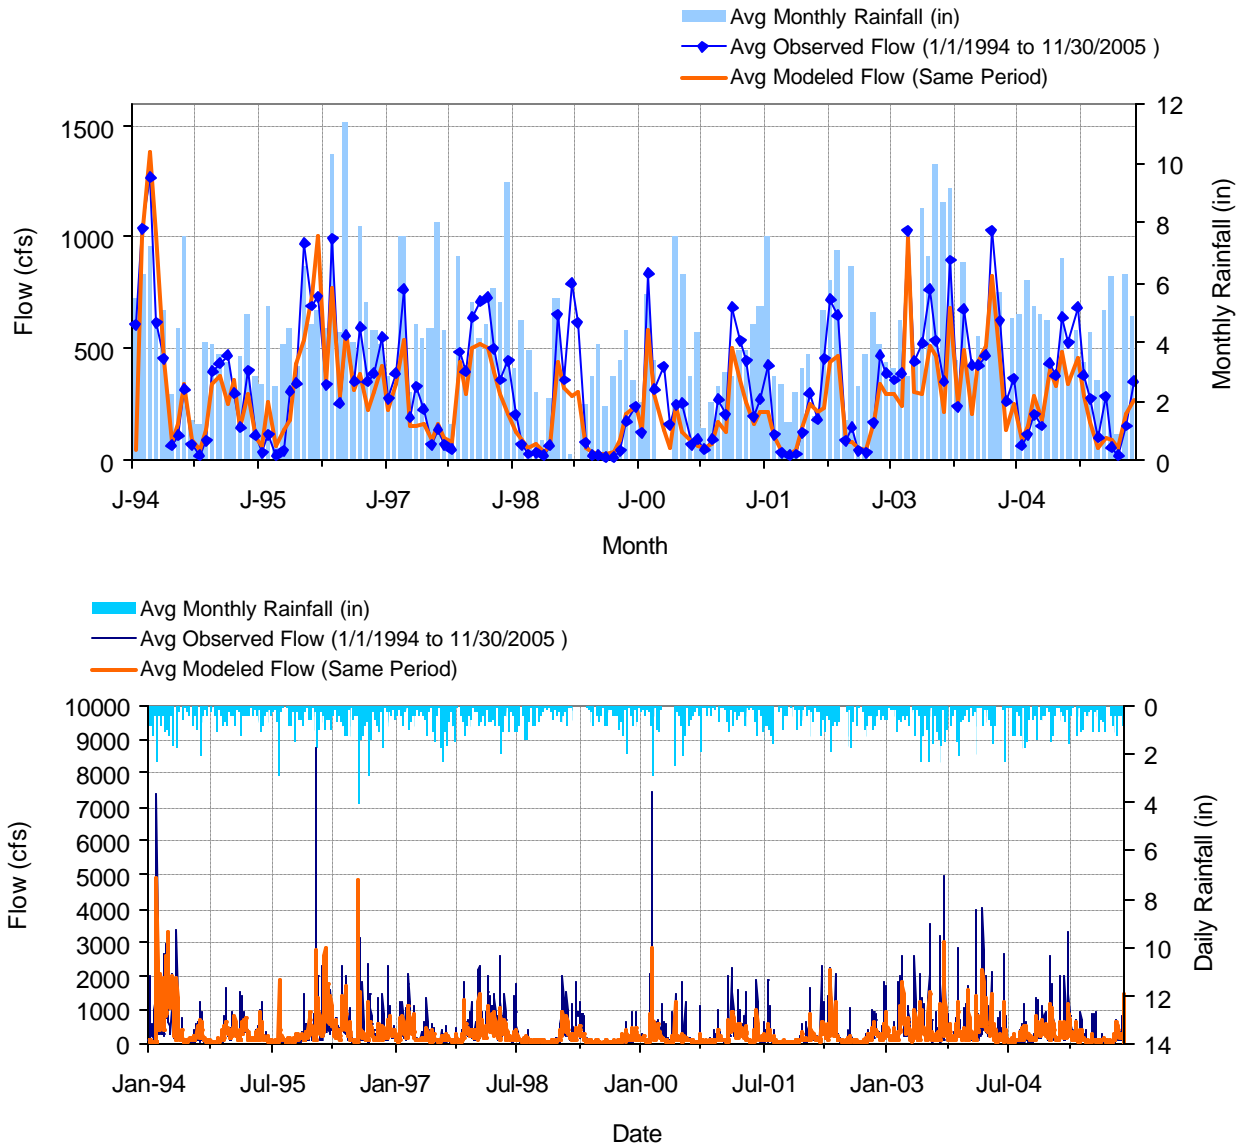 Avg Monthly Rainfall (in)
Avg Observed Flow (1/1/1994 to 11/30/2005 )
Avg Modeled Flow (Same Period)
1500
1000
500
0
Flow (cfs)
12
10
8
6
4
2
0
Monthly Rainfall (in)
J-94
J-95
J-97
J-98
J-00
J-01
J-03
J-04
Month
Avg Monthly Rainfall (in)
Avg Observed Flow (1/1/1994 to 11/30/2005 )
Avg Modeled Flow (Same Period)
10000
9000
8000
7000
6000
5000
4000
3000
2000
1000
0
Flow (cfs)
0
2
4
6
8
10
12
14
Daily Rainfall (in)
Jan-94
Jul-95
Jan-97
Jul-98
Jan-00
Jul-01
Jan-03
Jul-04
Date